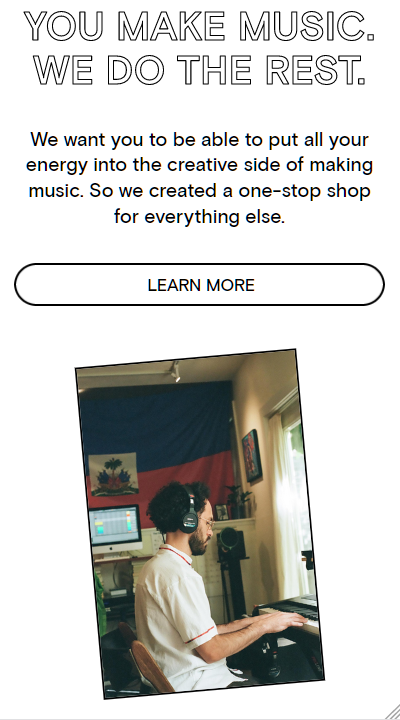 YOU MAKE MUSIC.
WE DO THE REST.
We want you to be able to put all your
energy into the creative side of making
music. So we created a one-stop shop
for everything else.
LEARN MORE